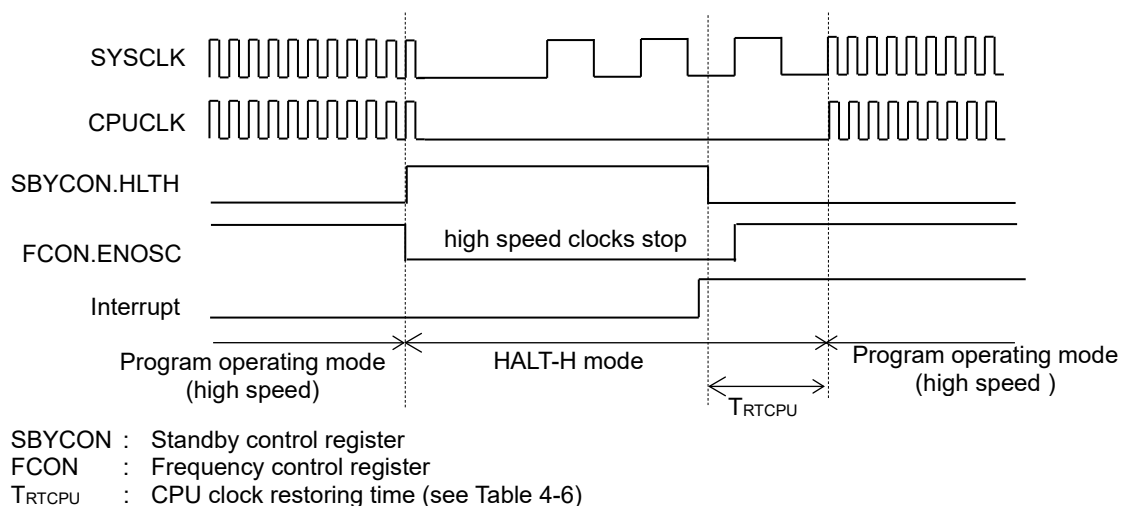 SYSCLK
CPUCLK
SBYCON.HLTH
high speed clocks stop
FCON.ENOSC
Interrupt
Program operating mode
(high speed)
HALT-H mode
Program operating mode
(high speed )
TRTCPU
SBYCON : Standby control register
FCON : Frequency control register
TRTCPU : CPU clock restoring time (see Table 4-6)